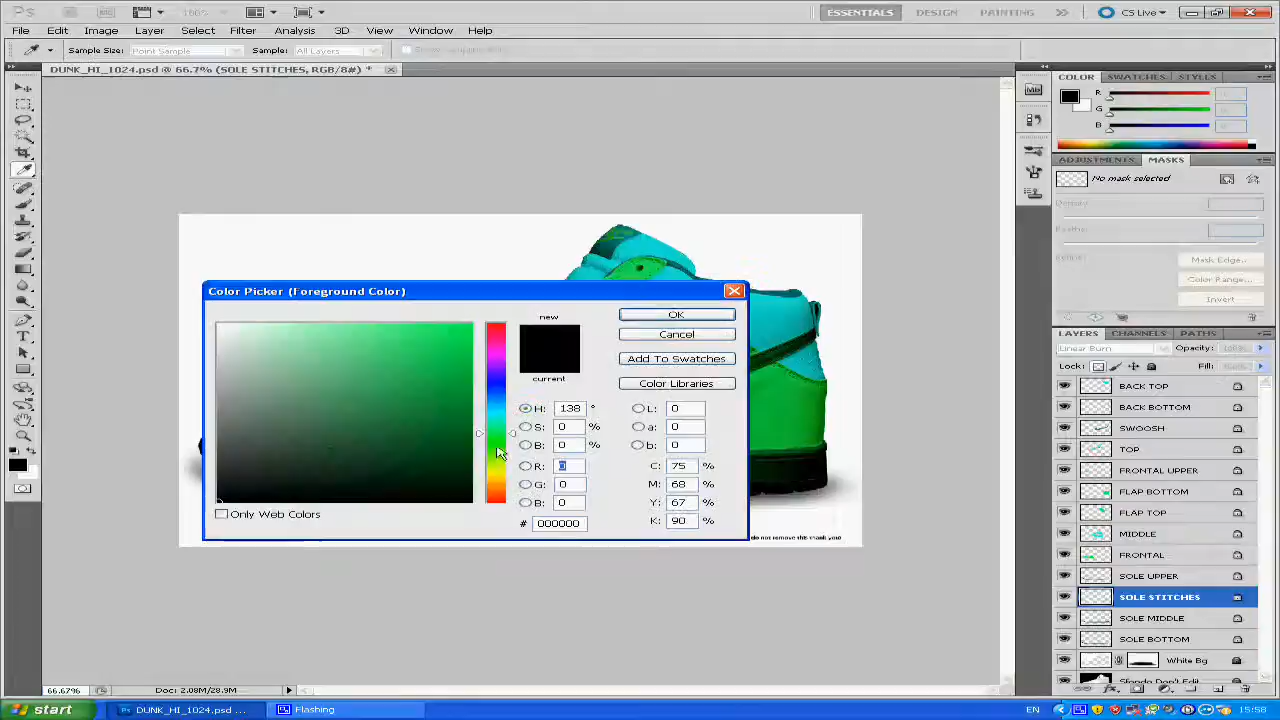 Ps 100% ESSENTIALS DESIGN PAINTING CS Live
File Edit Image Layer Select Filter Analysis 3D View Window Help
Sample Size: Point Sample Sample: All Layers
DUNK_HI_1024.psd @ 66.7% (SOLE STITCHES, RGB/8#) *
COLOR SWATCHES STYLES
R
G
B
ADJUSTMENTS MASKS
No mask selected
Density:
Feather:
Refine: Mask Edge...
Color Range...
Invert
Color Picker (Foreground Color)
new
current
OK
Cancel
Add To Swatches
Color Libraries
H: 138 ° L: 0
S: 0 % a: 0
B: 0 % b: 0
R: 0 C: 75 %
G: 0 M: 68 %
B: 0 Y: 67 %
# 000000 K: 90 %
Only Web Colors
do not remove this thank you!
LAYERS CHANNELS PATHS
Linear Burn Opacity: 100%
Lock: Fill:
BACK TOP
BACK BOTTOM
SWOOSH
TOP
FRONTAL UPPER
FLAP BOTTOM
FLAP TOP
MIDDLE
FRONTAL
SOLE UPPER
SOLE STITCHES
SOLE MIDDLE
SOLE BOTTOM
White Bg
66.67% Doc: 2.08M/28.9M
start DUNK_HI_1024.psd ... Flashing EN 15:58